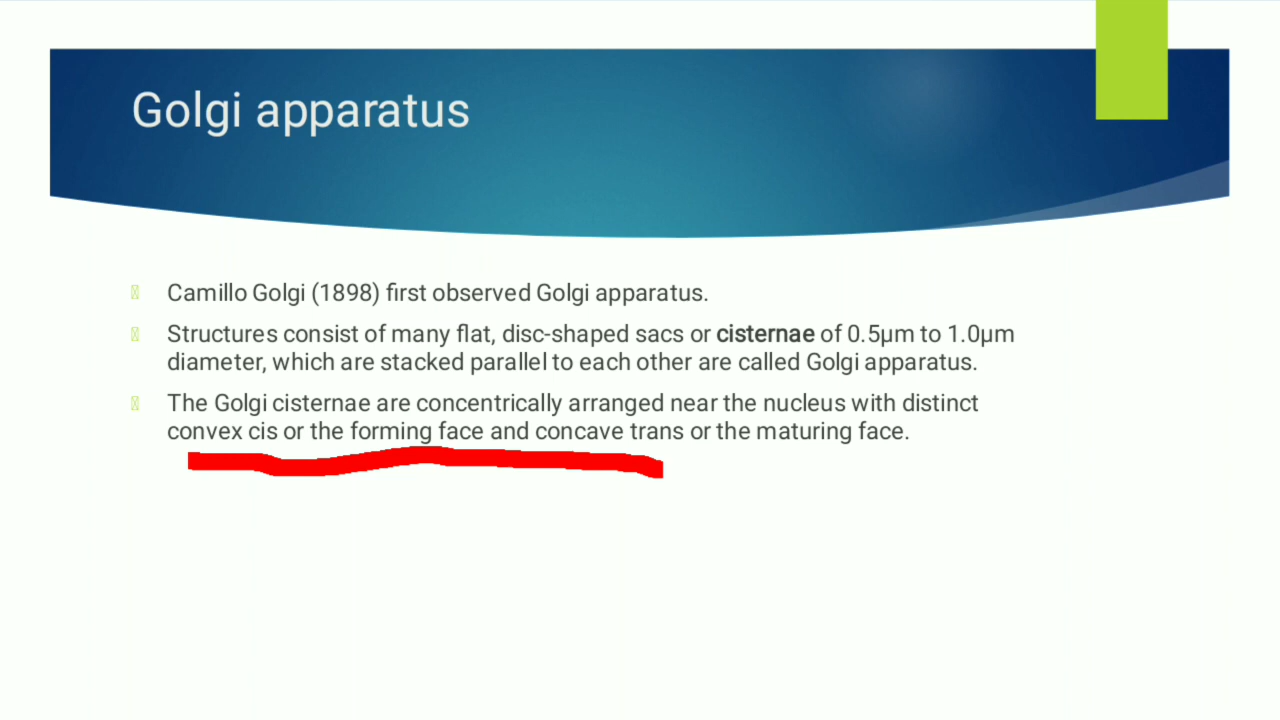 Golgi apparatus
Camillo Golgi (1898) first observed Golgi apparatus.
Structures consist of many flat, disc-shaped sacs or cisternae of 0.5µm to 1.0µm
diameter, which are stacked parallel to each other are called Golgi apparatus.
The Golgi cisternae are concentrically arranged near the nucleus with distinct
convex cis or the forming face and concave trans or the maturing face.